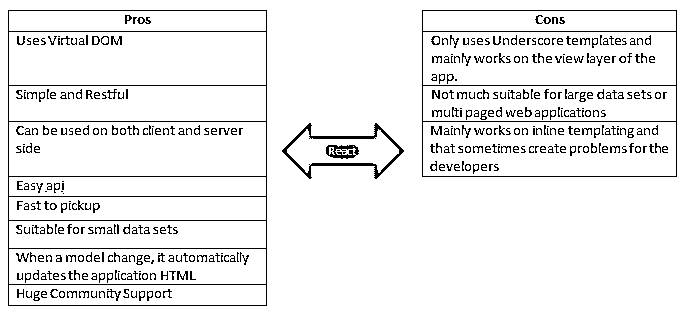 Pros
Uses Virtual DOM
Simple and Restful
Can be used on both client and server
side
Easy api
Fast to pickup
Suitable for small data sets
When a model change, it automatically
updates the application HTML
Huge Community Support
React
Cons
Only uses Underscore templates and
mainly works on the view layer of the
app.
Not much suitable for large data sets or
multi paged web applications
Mainly works on inline templating and
that sometimes create problems for the
developers